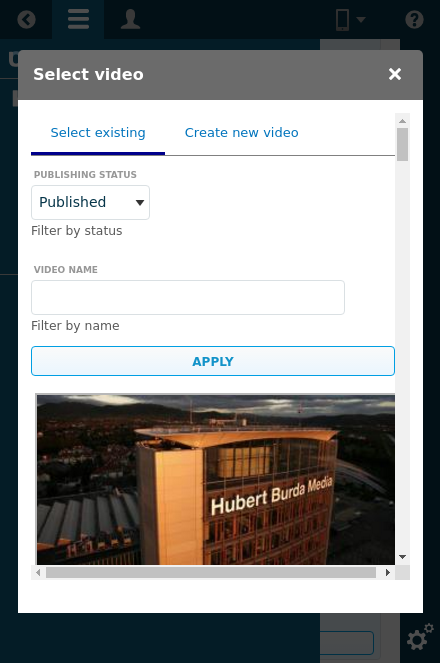 Select video
Select existing
Create new video
PUBLISHING STATUS
Published
Filter by status
VIDEO NAME
Filter by name
APPLY
Hubert Burda Media